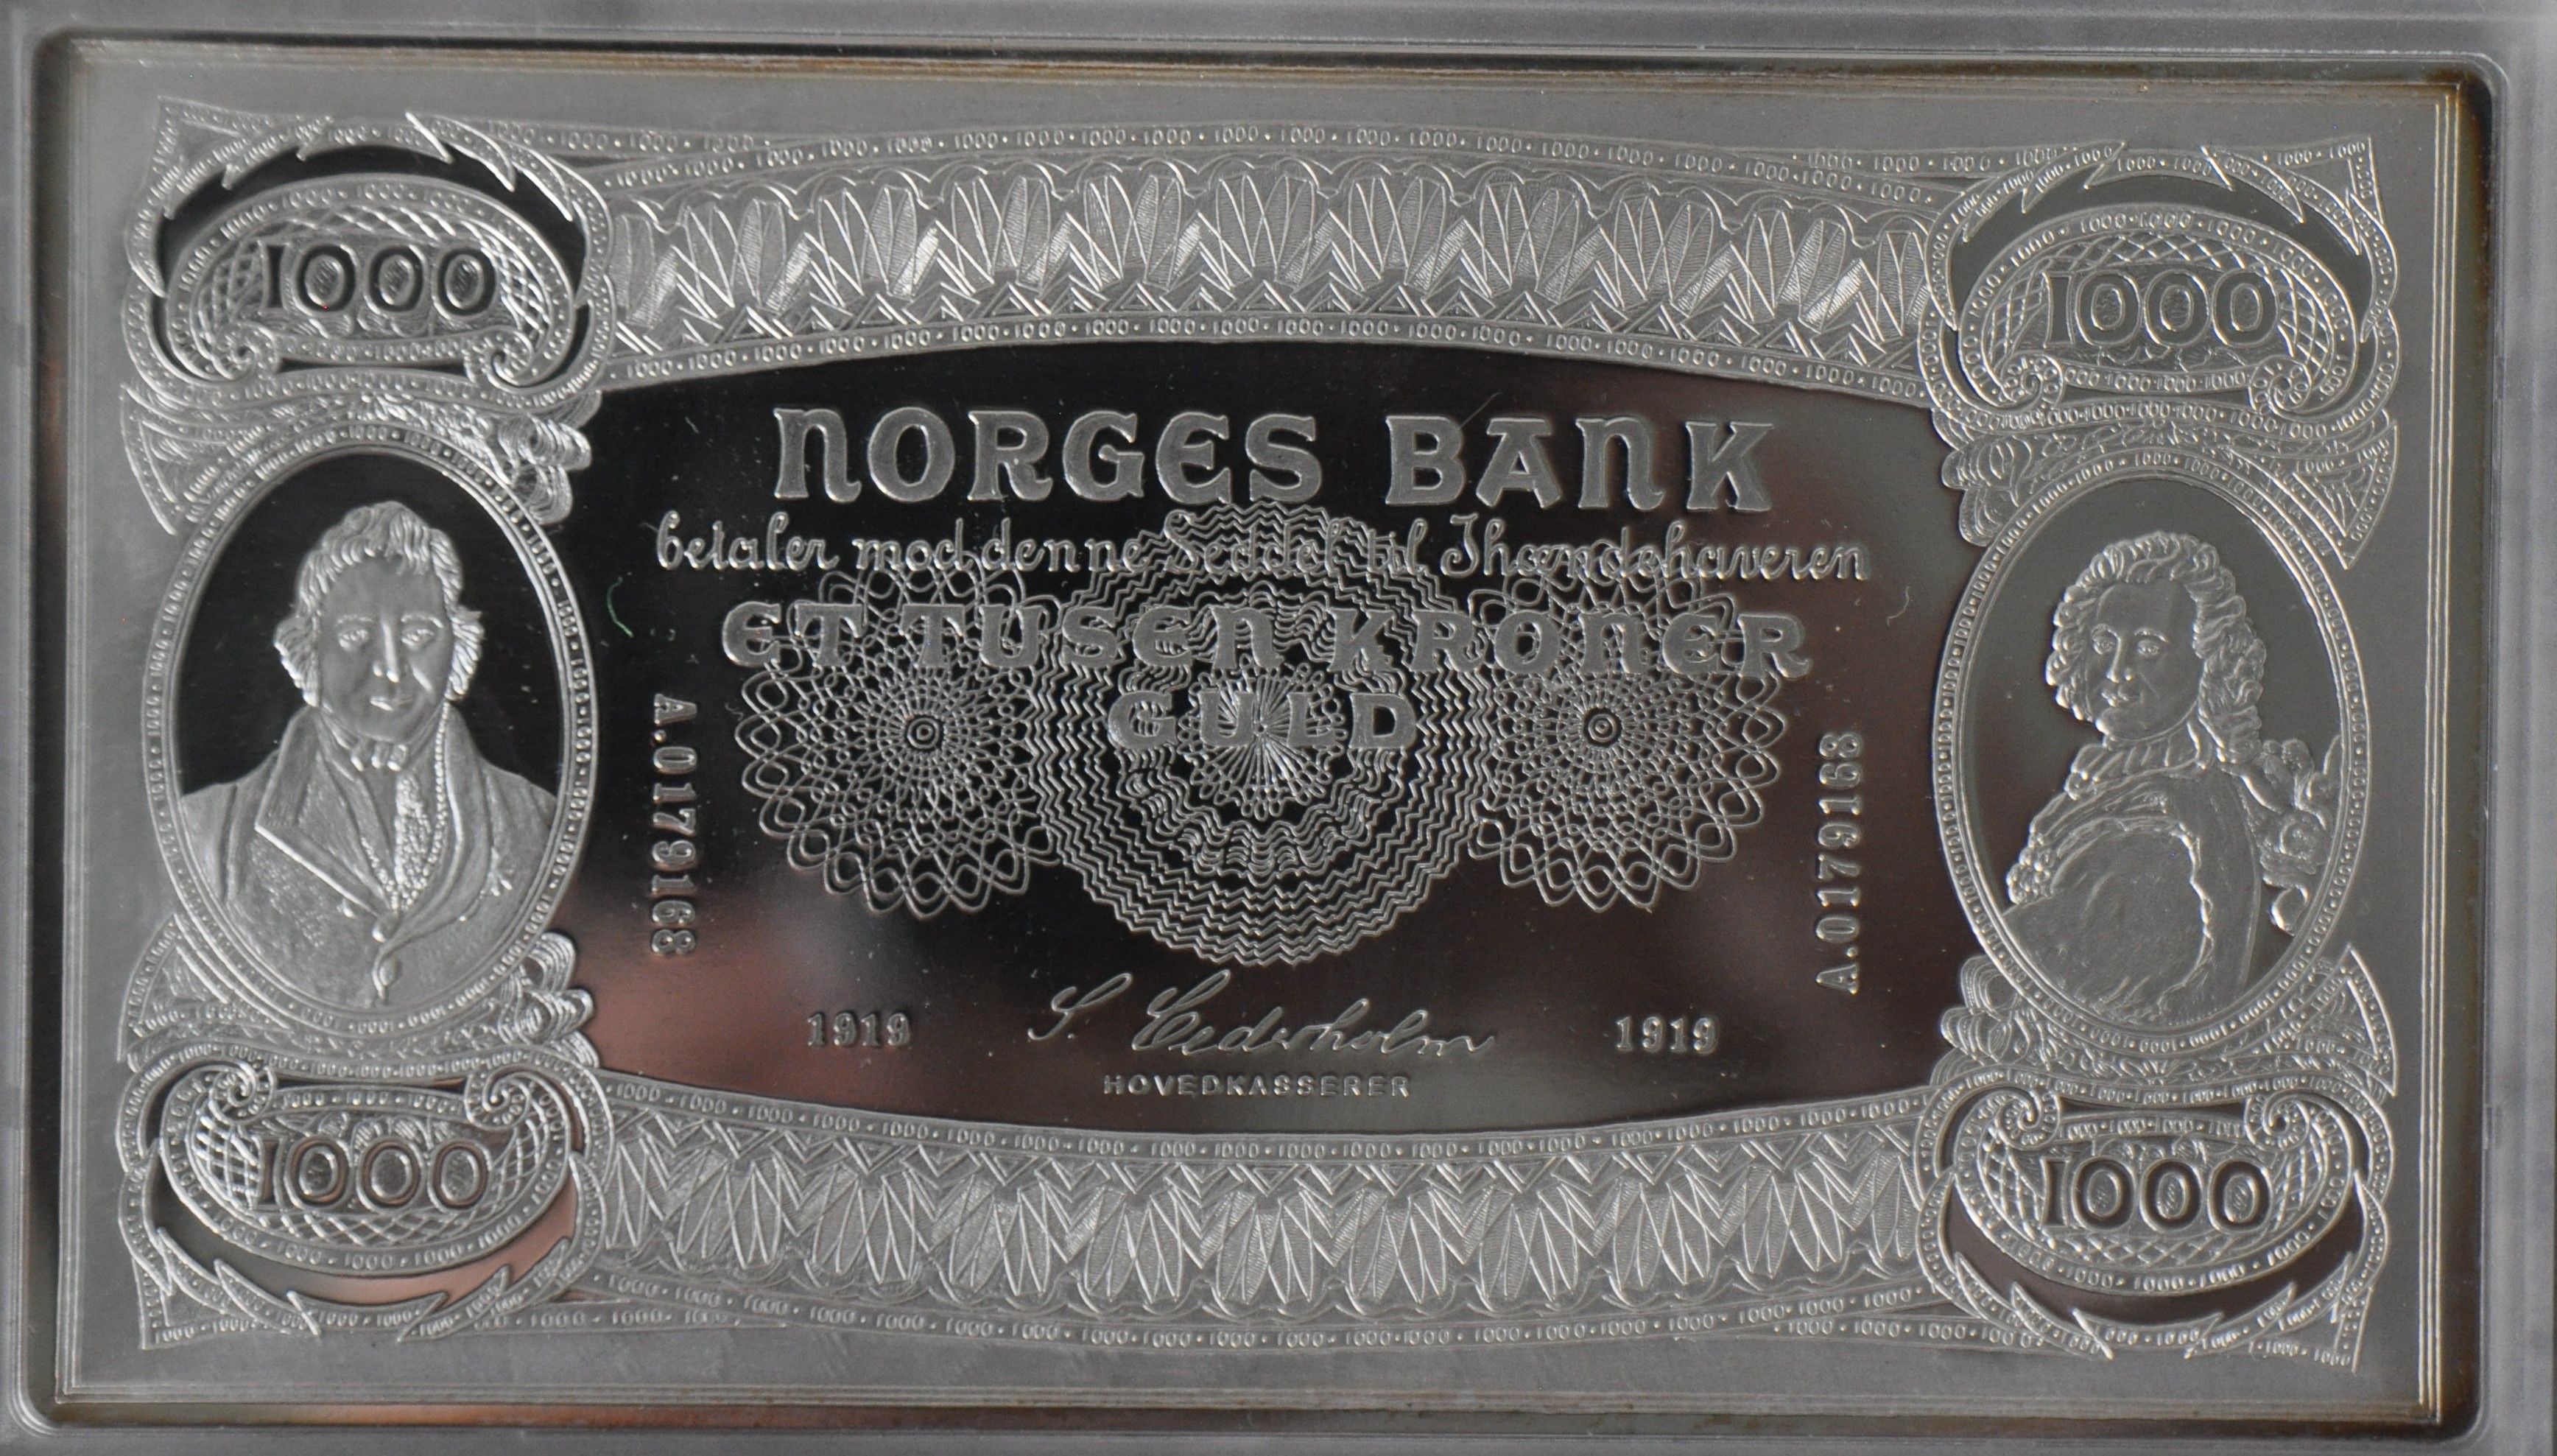 1000 1000
NORGES BANK
betaler mod denne Seddel til Ihændehaveren
ET TUSEN KRONER
GULD
A.0179168
A.0179168
1919 S. Cederholm 1919
HOVEDKASSERER
1000 1000